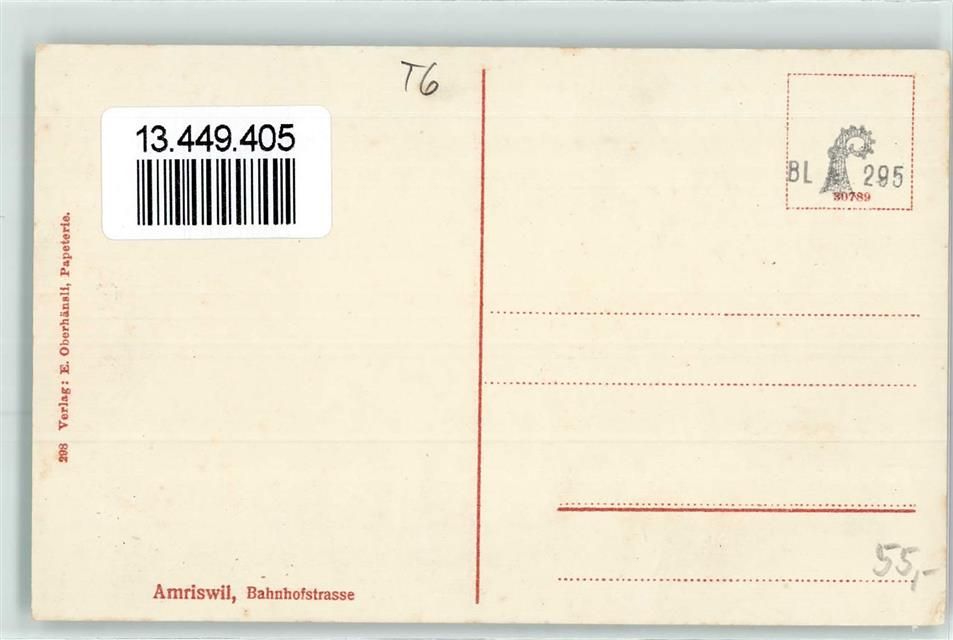 T6
13.449.405
BL 295
30789
298 Verlag: E. Oberhänsli, Papeterie.
55,-
Amriswil, Bahnhofstrasse